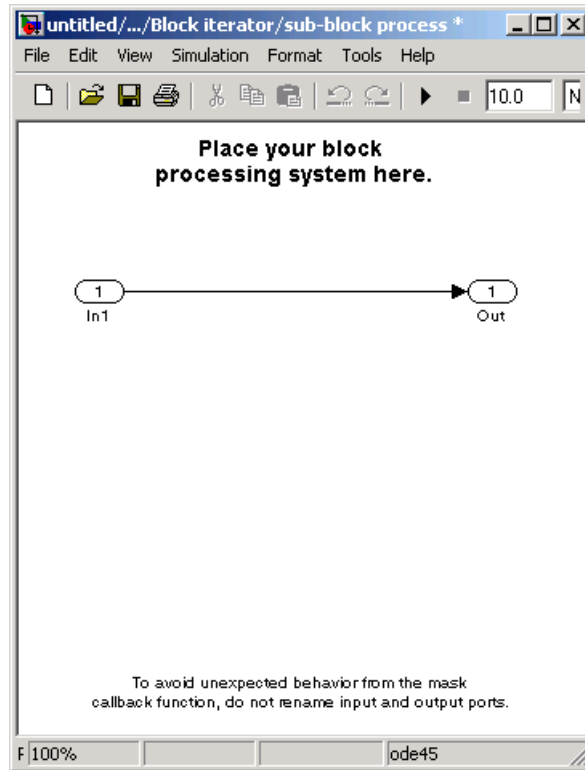 untitled/.../Block iterator/sub-block process *
File Edit View Simulation Format Tools Help
10.0 N
Place your block
processing system here.
1 1
In1 Out
To avoid unexpected behavior from the mask
callback function, do not rename input and output ports.
F 100% ode45